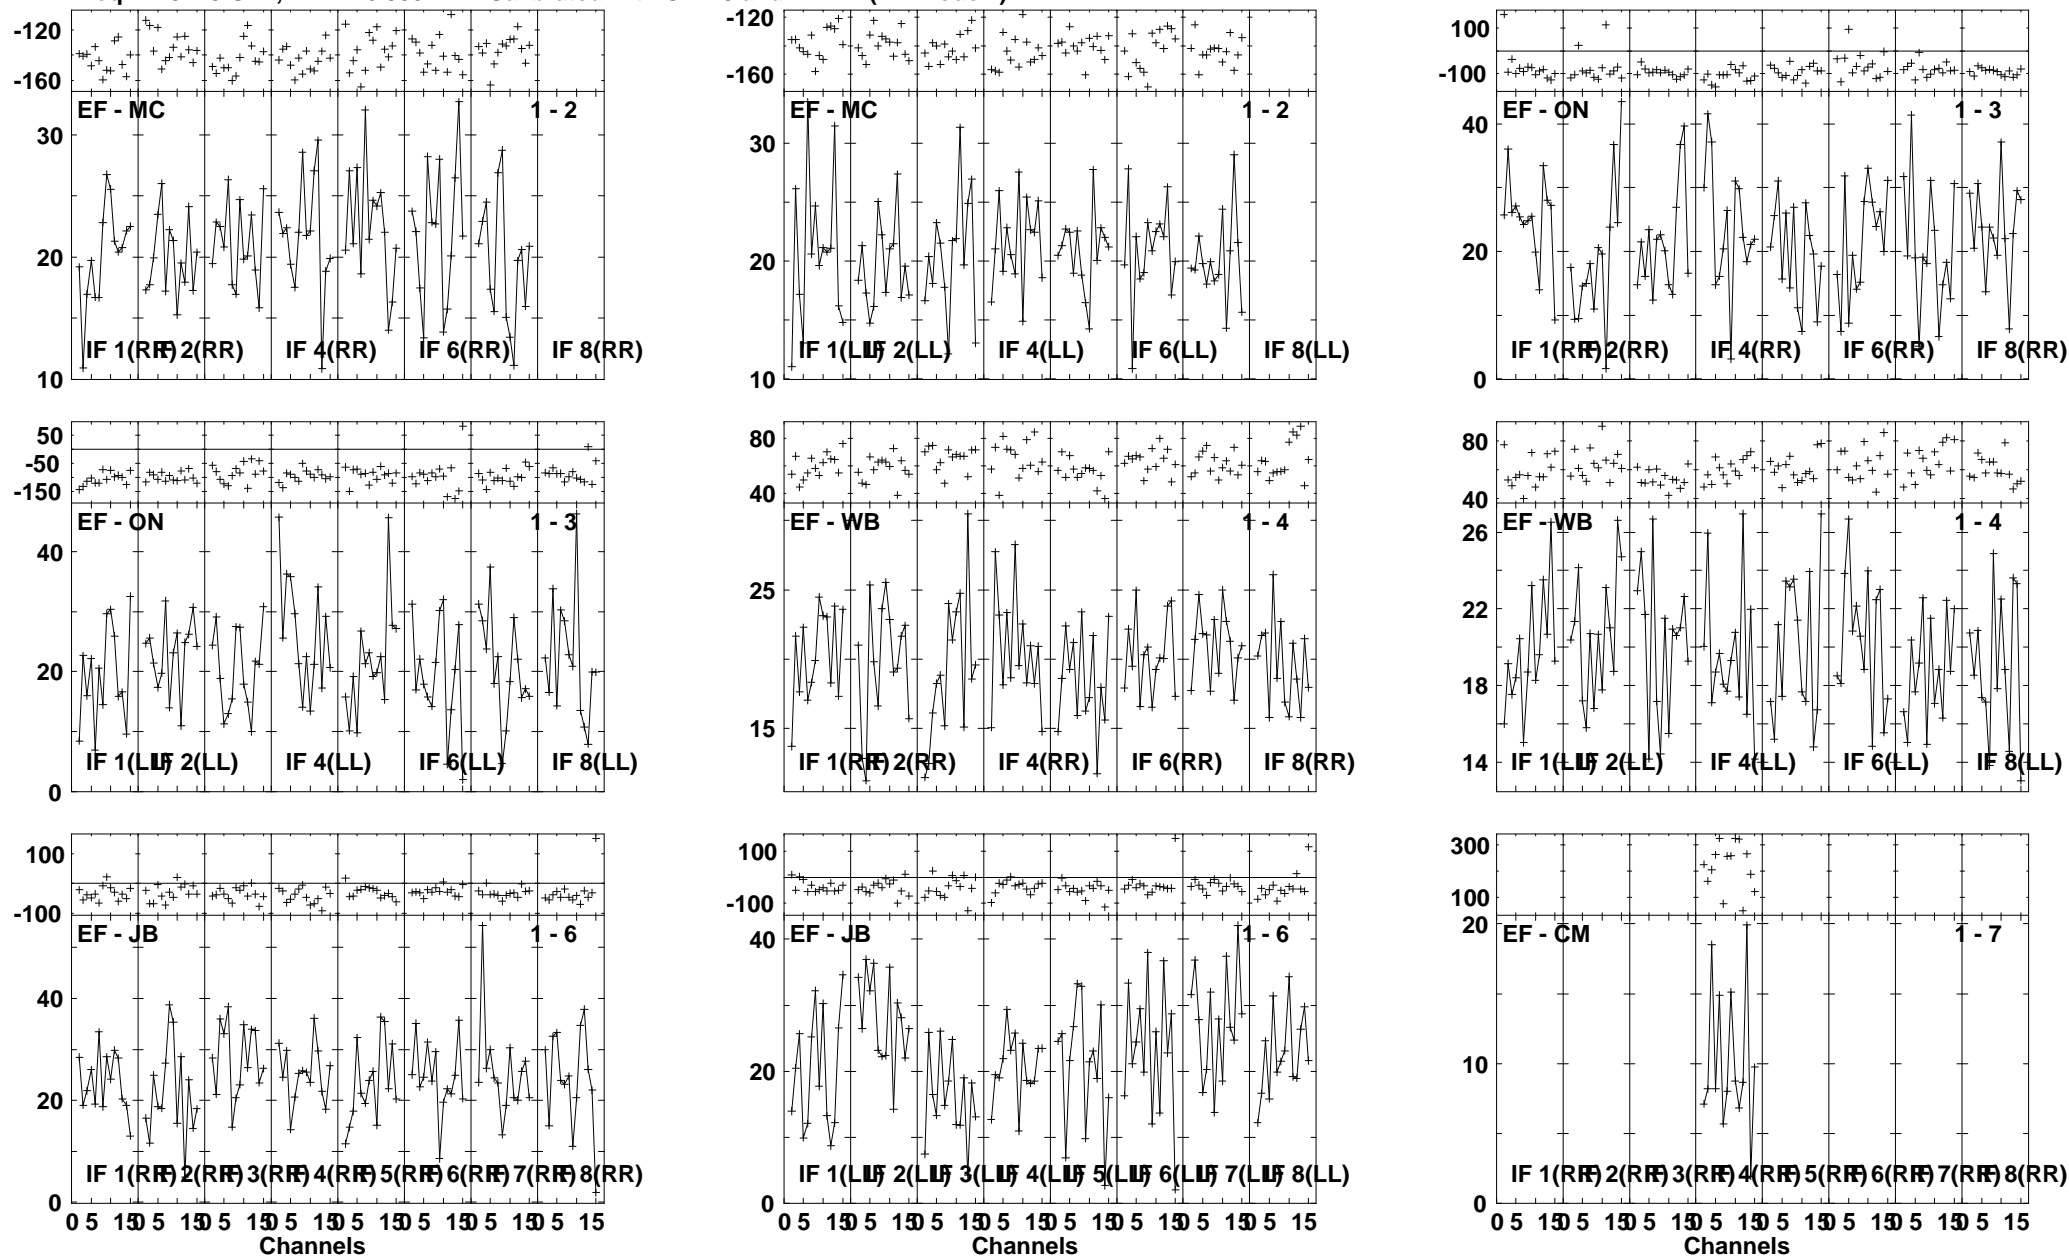 -120
-160
EF - MC 1 - 2
30
20
10
IF 1(RR) IF 2(RR) IF 4(RR) IF 6(RR) IF 8(RR)
-120
-160
EF - MC 1 - 2
30
20
10
IF 1(LL) IF 2(LL) IF 4(LL) IF 6(LL) IF 8(LL)
100
-100
EF - ON 1 - 3
40
20
0
IF 1(RR) IF 2(RR) IF 4(RR) IF 6(RR) IF 8(RR)
50
-50
-150
EF - ON 1 - 3
40
20
0
IF 1(LL) IF 2(LL) IF 4(LL) IF 6(LL) IF 8(LL)
80
40
EF - WB 1 - 4
25
15
IF 1(RR) IF 2(RR) IF 4(RR) IF 6(RR) IF 8(RR)
80
40
EF - WB 1 - 4
26
22
18
14
IF 1(LL) IF 2(LL) IF 4(LL) IF 6(LL) IF 8(LL)
100
-100
EF - JB 1 - 6
40
20
0
IF 1(RR) IF 2(RR) IF 3(RR) IF 4(RR) IF 5(RR) IF 6(RR) IF 7(RR) IF 8(RR)
0 5 15 0 5 15 0 5 15 0 5 15 0 5 15 0 5 15 0 5 15 0 5 15
Channels
100
-100
EF - JB 1 - 6
40
20
0
IF 1(LL) IF 2(LL) IF 3(LL) IF 4(LL) IF 5(LL) IF 6(LL) IF 7(LL) IF 8(LL)
0 5 15 0 5 15 0 5 15 0 5 15 0 5 15 0 5 15 0 5 15 0 5 15
Channels
300
100
EF - CM 1 - 7
20
10
0
IF 1(RR) IF 2(RR) IF 3(RR) IF 4(RR) IF 5(RR) IF 6(RR) IF 7(RR) IF 8(RR)
0 5 15 0 5 15 0 5 15 0 5 15 0 5 15 0 5 15 0 5 15 0 5 15
Channels